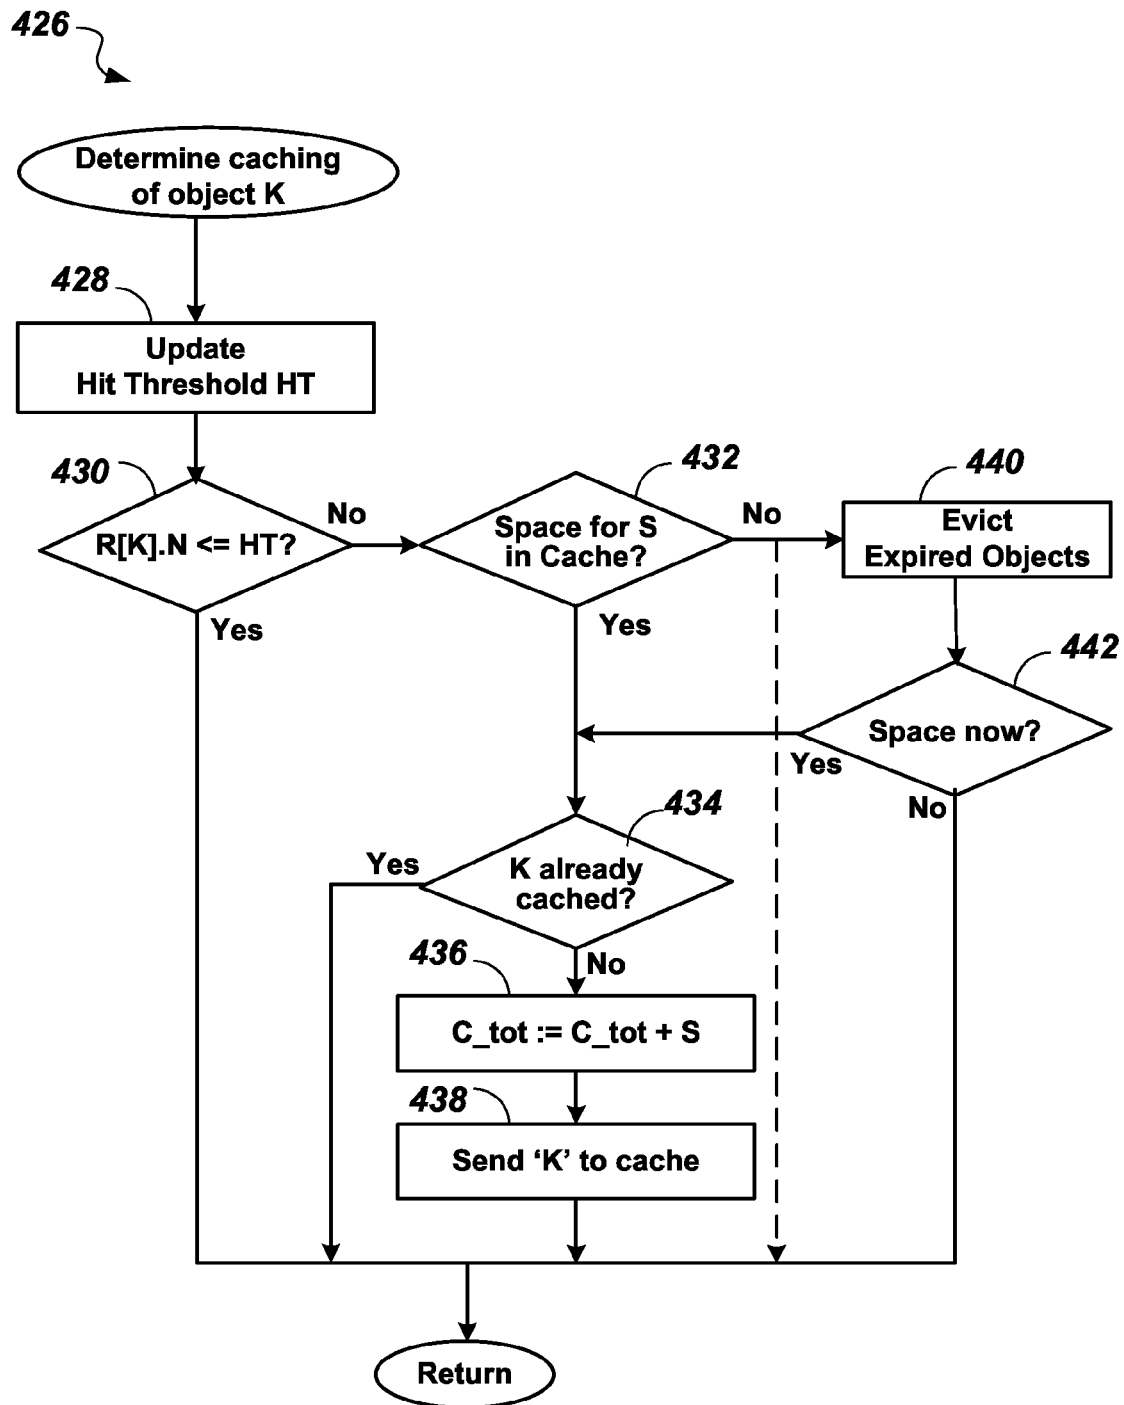 426
Determine caching
of object K
428
Update
Hit Threshold HT
430
R[K].N <= HT?
No
Yes
432
Space for S
in Cache?
No
Yes
440
Evict
Expired Objects
442
Space now?
Yes
No
434
K already
cached?
Yes
No
436
C_tot := C_tot + S
438
Send ‘K’ to cache
Return